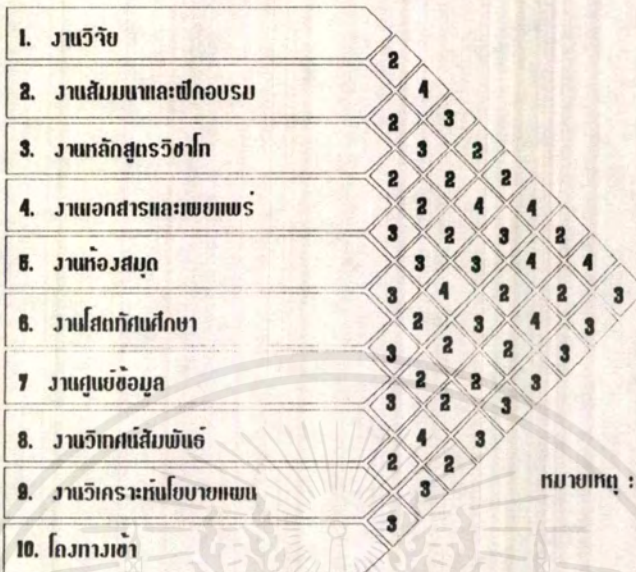 1. งานวิจัย
2. งานสัมมนาและฝึกอบรม
3. งานหลักสูตรวิชาโท
4. งานเอกสารและเผยแพร่
5. งานห้องสมุด
6. งานโสตทัศนศึกษา
7 งานศูนย์ข้อมูล
8. งานวิเทศน์สัมพันธ์
9. งานวิเคราะห์นโยบายแผน
10. โถงทางเข้า
2
4
2 3
3 2
2 2 2
2 4 4
3 2 3 2
3 3 4 4
3 4 2 2 3
2 3 4 3
3 2 2 3
2 2 3
3 2 3
4 3
2 2
3
3
หมายเหตุ :